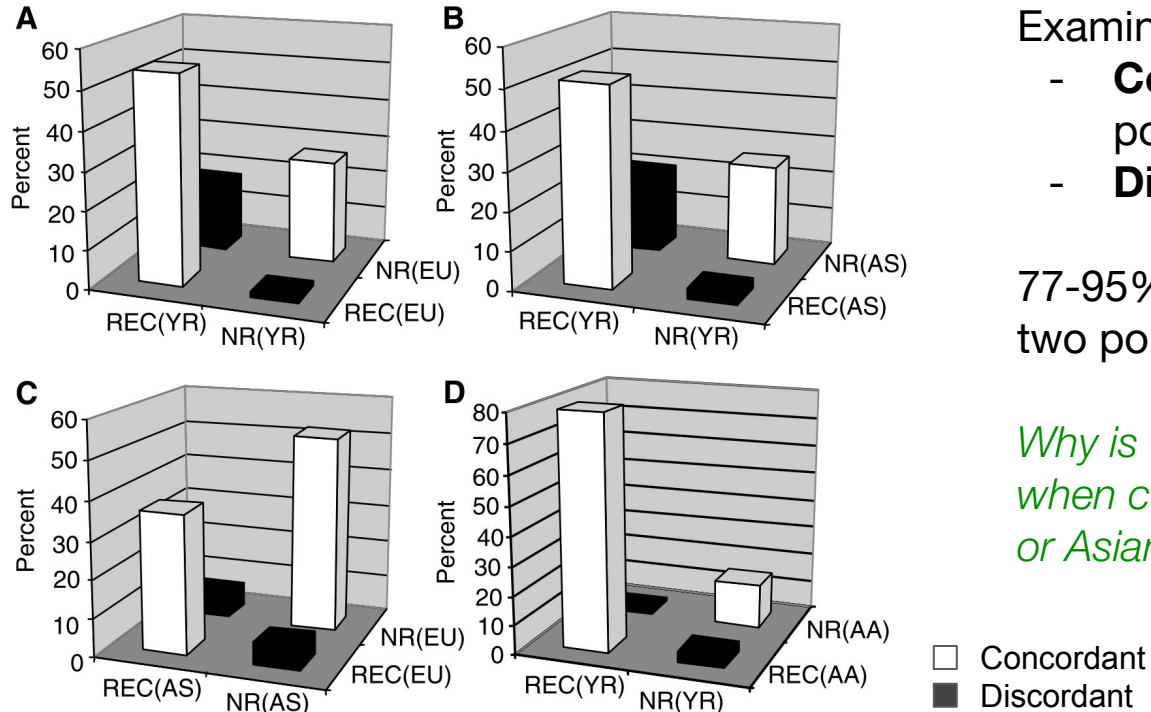 A
Percent
60
50
40
30
20
10
0
REC(YR)
NR(YR)
REC(EU)
NR(EU)
B
Percent
60
50
40
30
20
10
0
REC(YR)
NR(YR)
REC(AS)
NR(AS)
C
Percent
60
50
40
30
20
10
0
REC(AS)
NR(AS)
REC(EU)
NR(EU)
D
Percent
80
70
60
50
40
30
20
10
0
REC(YR)
NR(YR)
REC(AA)
NR(AA)
Examin
- Co
po
- Di
77-95%
two po
Why is
when c
or Asian
Concordant
Discordant